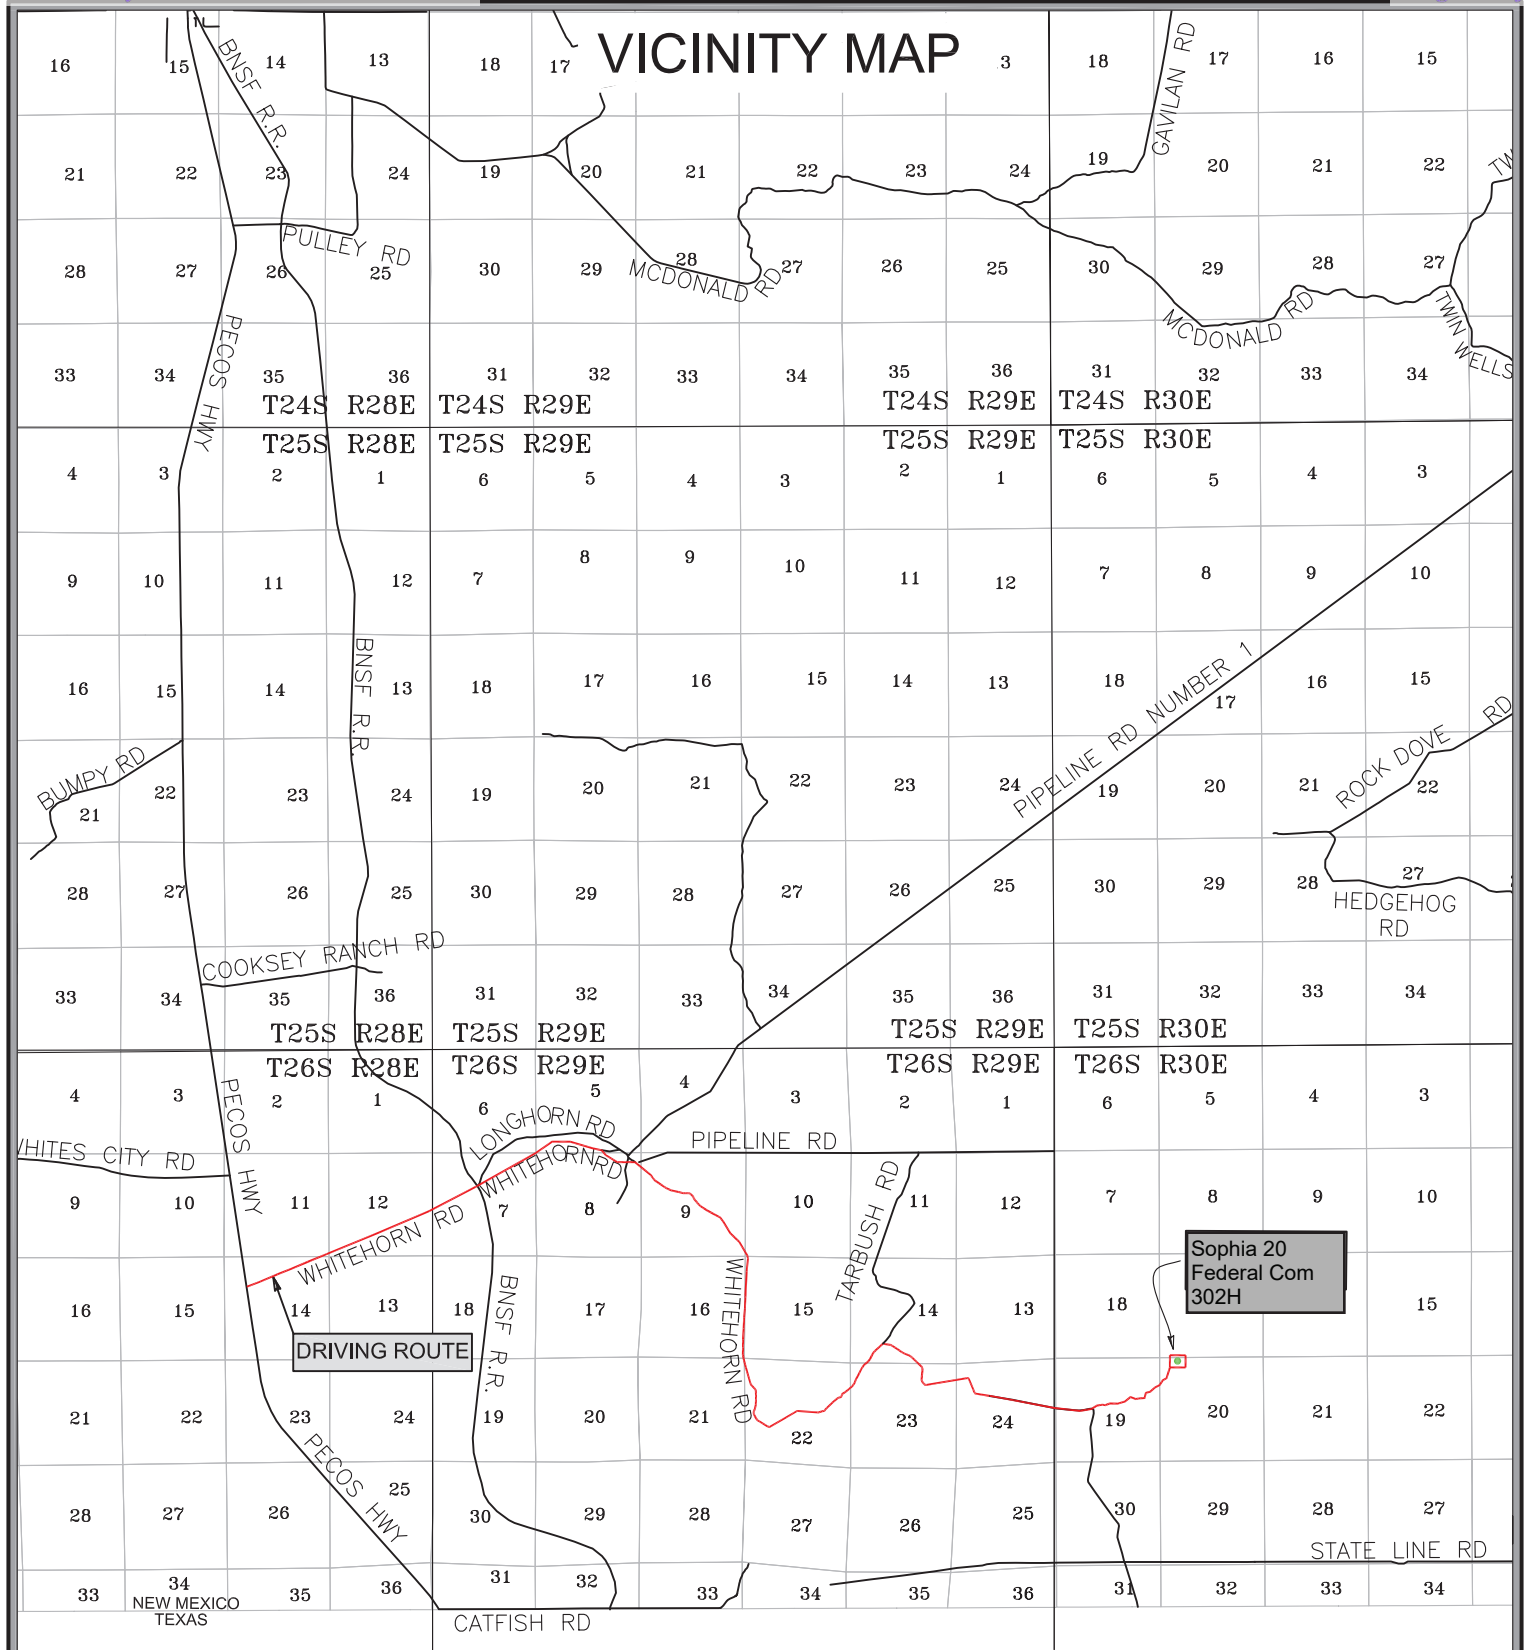 VICINITY MAP
16 15 14 13 18 17 3 18 17 16 15
BNSF R.R.
GAVILAN RD
21 22 23 24 19 20 21 22 23 24 19 20 21 22
PULLEY RD
28 27 26 25 30 29 28 27 26 25 30 29 28 27
MCDONALD RD
MCDONALD RD
TWIN WELLS
PECOS HWY
33 34 35 36 31 32 33 34 35 36 31 32 33 34
T24S R28E T24S R29E T24S R29E T24S R30E
T25S R28E T25S R29E T25S R29E T25S R30E
4 3 2 1 6 5 4 3 2 1 6 5 4 3
9 10 11 12 7 8 9 10 11 12 7 8 9 10
BNSF R.R.
PIPELINE RD NUMBER 1
16 15 14 13 18 17 16 15 14 13 18 17 16 15
BUMPY RD
ROCK DOVE RD
21 22 23 24 19 20 21 22 23 24 19 20 21 22
28 27 26 25 30 29 28 27 26 25 30 29 28 27
HEDGEHOG
RD
COOKSEY RANCH RD
33 34 35 36 31 32 33 34 35 36 31 32 33 34
T25S R28E T25S R29E T25S R29E T25S R30E
T26S R28E T26S R29E T26S R29E T26S R30E
4 3 2 1 6 5 4 3 2 1 6 5 4 3
PECOS HWY
LONGHORN RD
PIPELINE RD
WHITES CITY RD
WHITEHORN RD
9 10 11 12 7 8 9 10 11 12 7 8 9 10
WHITEHORN RD
TARBUSH RD
Sophia 20
Federal Com
302H
16 15 14 13 18 17 16 15 14 13 18 15
BNSF R.R.
WHITEHORN RD
DRIVING ROUTE
21 22 23 24 19 20 21 22 23 24 19 20 21 22
PECOS HWY
28 27 26 25 30 29 28 27 26 25 30 29 28 27
STATE LINE RD
33 34 35 36 31 32 33 34 35 36 31 32 33 34
NEW MEXICO
TEXAS
CATFISH RD